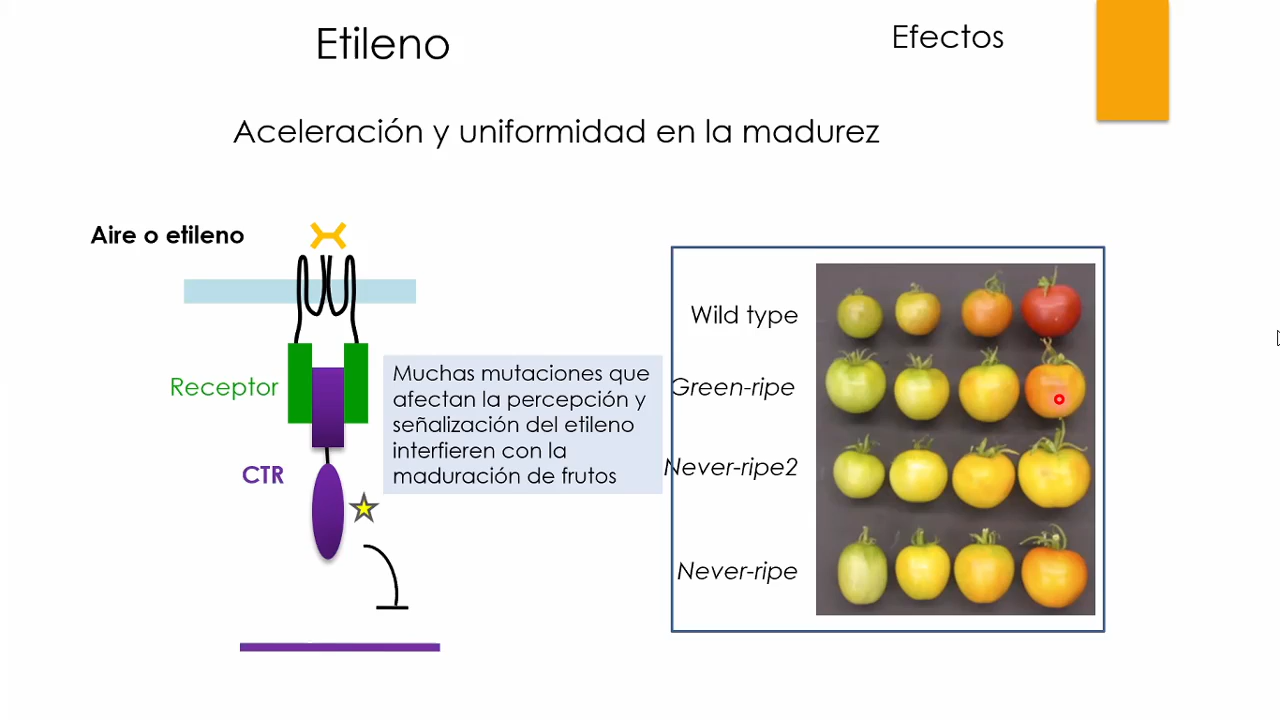 Etileno
Efectos
Aceleración y uniformidad en la madurez
Aire o etileno
Receptor
CTR
Muchas mutaciones que
afectan la percepción y
señalización del etileno
interfieren con la
maduración de frutos
Wild type
Green-ripe
Never-ripe2
Never-ripe